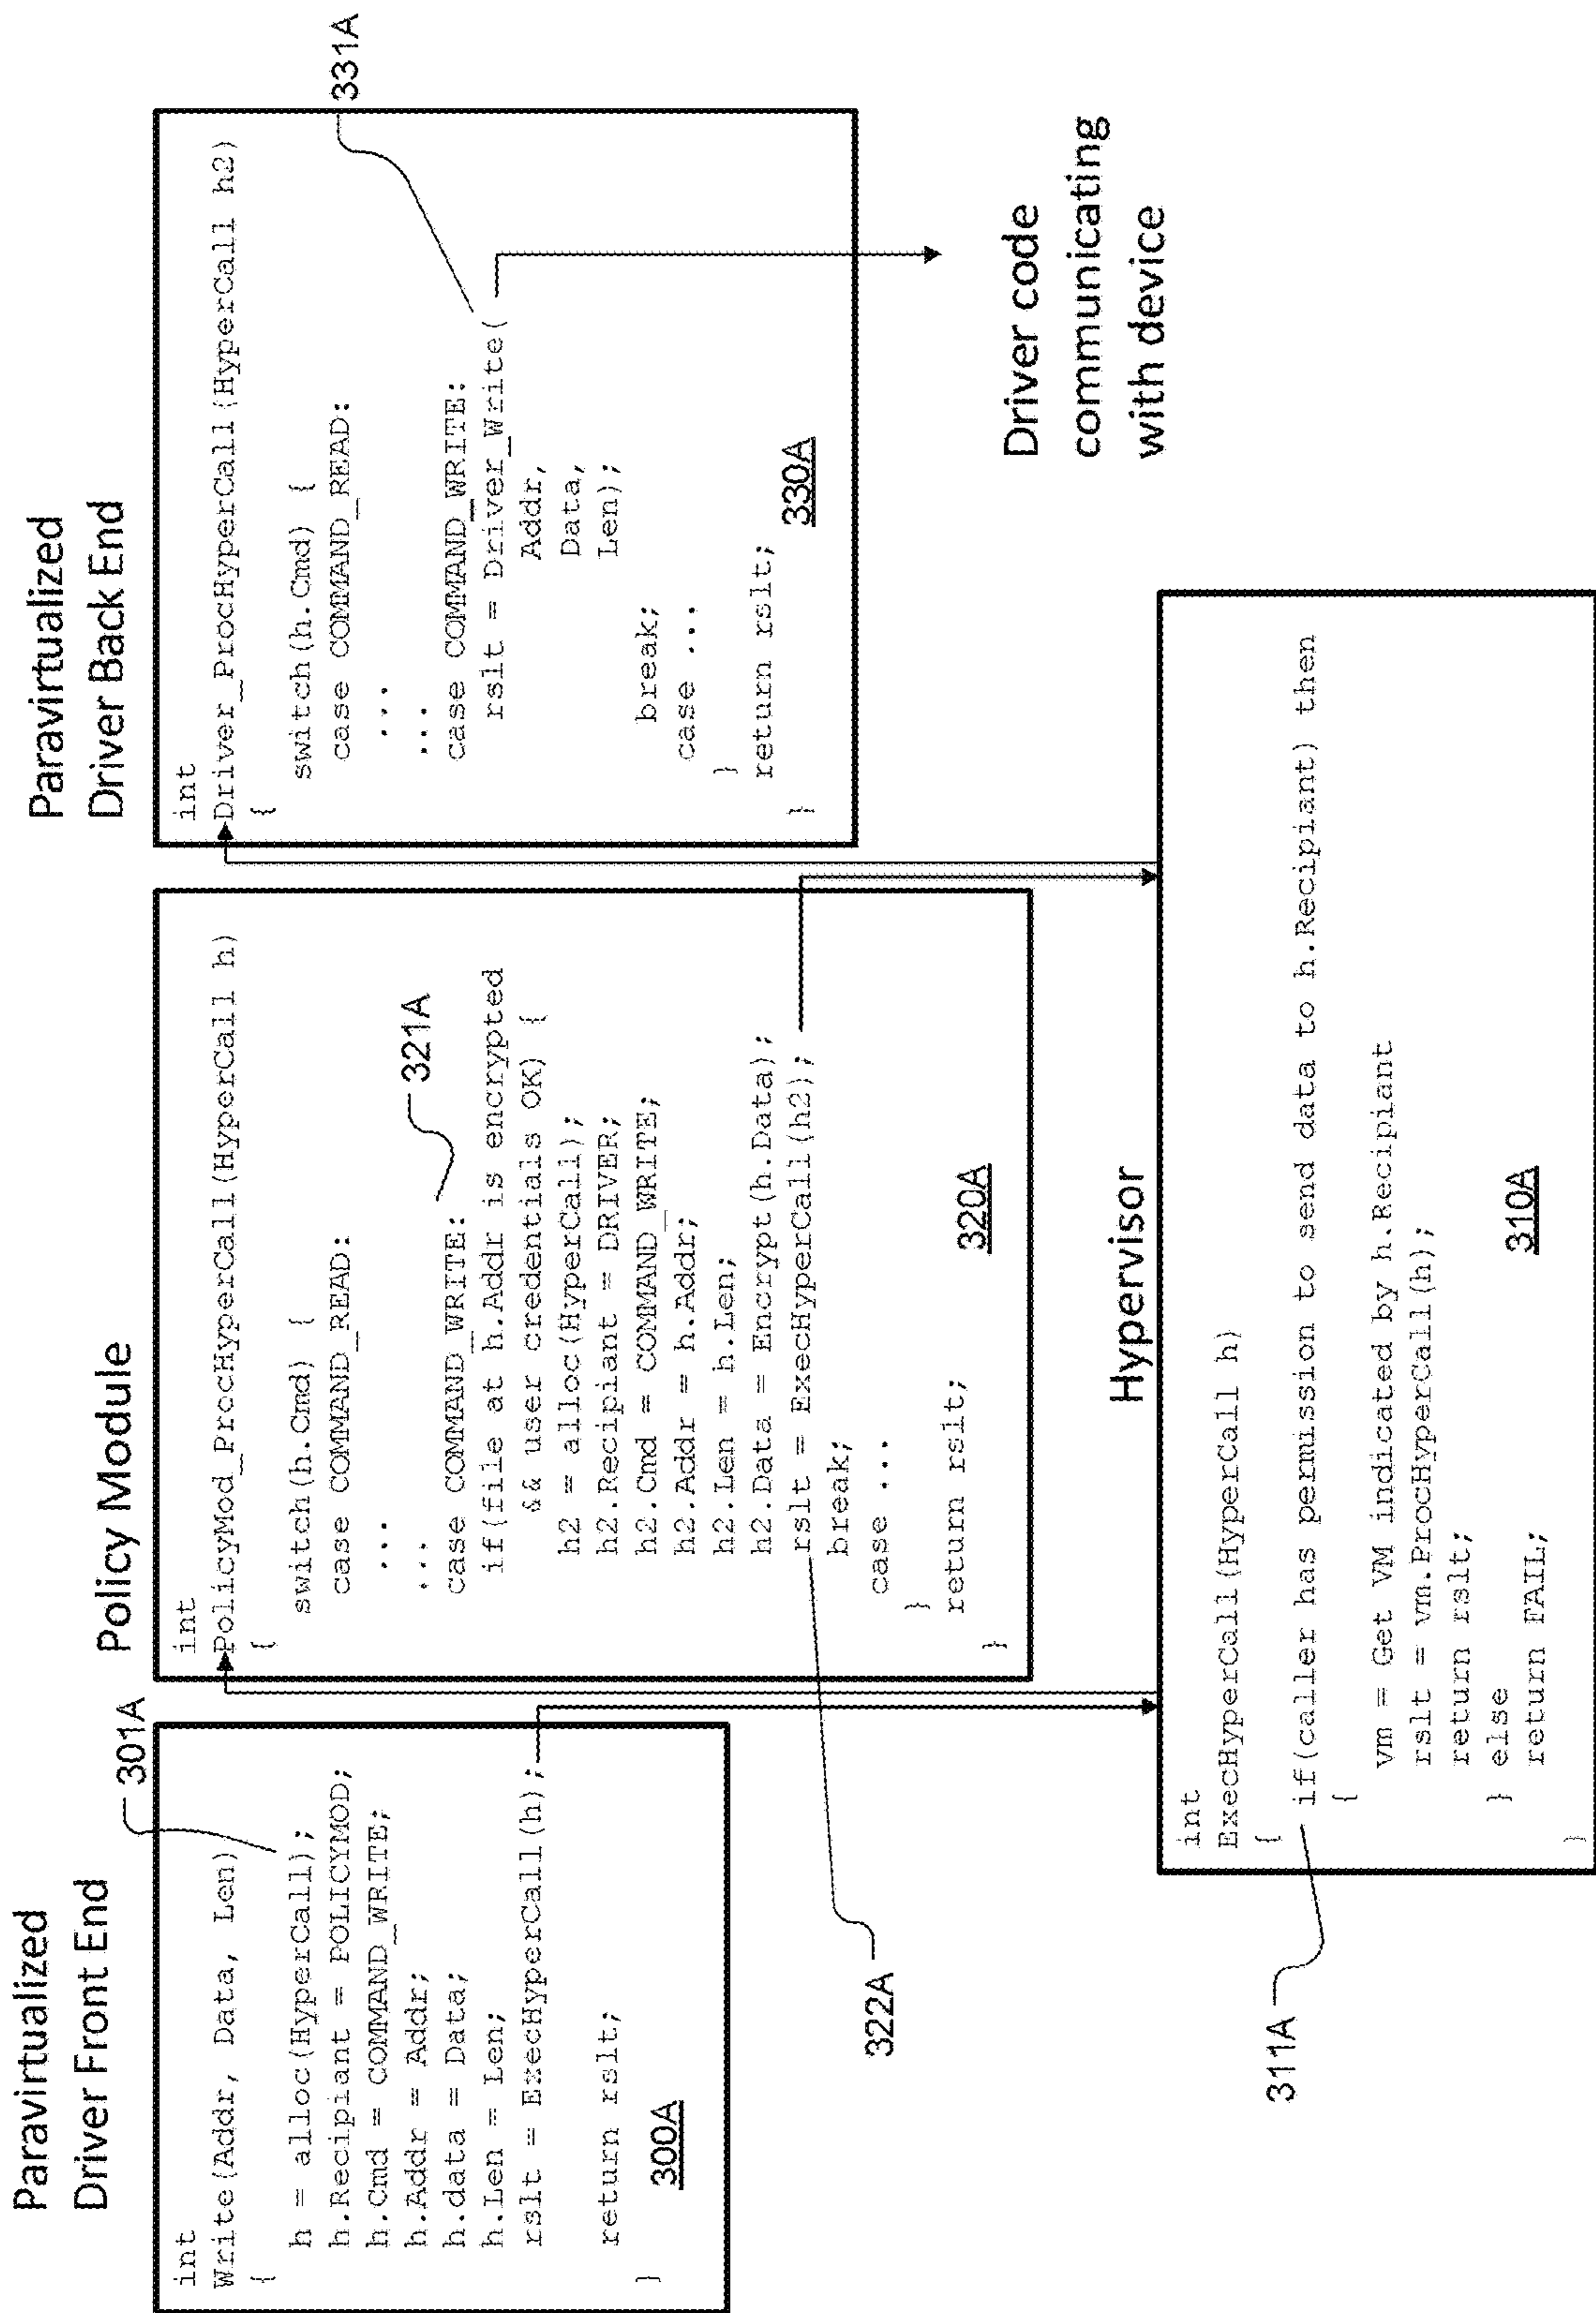 Paravirtualized
Driver Front End
int
Write(Addr, Data, Len)
{
h = alloc(HyperCall);
h.Recipiant = POLICYMOD;
h.Cmd = COMMAND_WRITE;
h.Addr = Addr;
h.data = Data;
h.Len = Len;
rslt = ExecHyperCall(h);
return rslt;
}
300A
301A
Policy Module
int
PolicyMod_ProcHyperCall(HyperCall h)
{
switch(h.Cmd) {
case COMMAND_READ:
...
...
case COMMAND_WRITE:
if(file at h.Addr is encrypted
&& user credentials OK) {
h2 = alloc(HyperCall);
h2.Recipiant = DRIVER;
h2.Cmd = COMMAND_WRITE;
h2.Addr = h.Addr;
h2.Len = h.Len;
h2.Data = Encrypt(h.Data);
rslt = ExecHyperCall(h2);
break;
case ...
}
return rslt;
}
320A
321A
322A
Paravirtualized
Driver Back End
int
Driver_ProcHyperCall(HyperCall h2)
{
switch(h.Cmd) {
case COMMAND_READ:
...
...
case COMMAND_WRITE:
rslt = Driver_Write(
Addr,
Data,
Len);
break;
case ...
}
return rslt;
}
330A
331A
Driver code
communicating
with device
Hypervisor
int
ExecHyperCall(HyperCall h)
{
if(caller has permission to send data to h.Recipiant) then
{
vm = Get VM indicated by h.Recipiant
rslt = vm.ProcHyperCall(h);
return rslt;
} else
return FAIL;
}
310A
311A